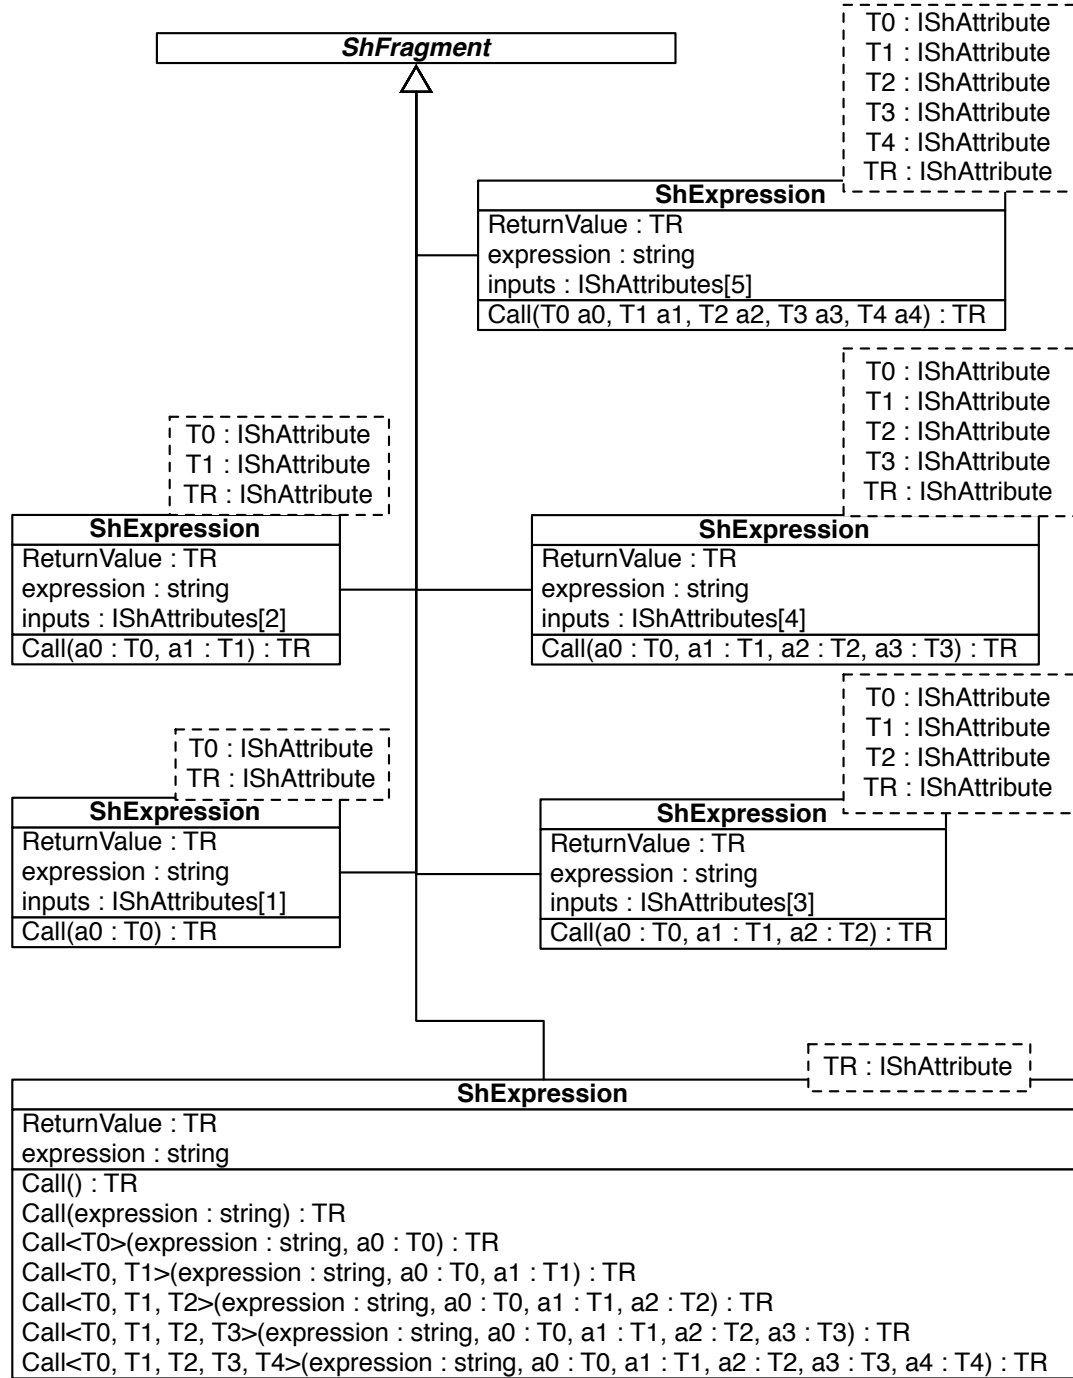 ShFragment
T0 : IShAttribute
T1 : IShAttribute
T2 : IShAttribute
T3 : IShAttribute
T4 : IShAttribute
TR : IShAttribute
ShExpression
ReturnValue : TR
expression : string
inputs : IShAttributes[5]
Call(T0 a0, T1 a1, T2 a2, T3 a3, T4 a4) : TR
T0 : IShAttribute
T1 : IShAttribute
TR : IShAttribute
ShExpression
ReturnValue : TR
expression : string
inputs : IShAttributes[2]
Call(a0 : T0, a1 : T1) : TR
T0 : IShAttribute
T1 : IShAttribute
T2 : IShAttribute
T3 : IShAttribute
TR : IShAttribute
ShExpression
ReturnValue : TR
expression : string
inputs : IShAttributes[4]
Call(a0 : T0, a1 : T1, a2 : T2, a3 : T3) : TR
T0 : IShAttribute
TR : IShAttribute
ShExpression
ReturnValue : TR
expression : string
inputs : IShAttributes[1]
Call(a0 : T0) : TR
T0 : IShAttribute
T1 : IShAttribute
T2 : IShAttribute
TR : IShAttribute
ShExpression
ReturnValue : TR
expression : string
inputs : IShAttributes[3]
Call(a0 : T0, a1 : T1, a2 : T2) : TR
TR : IShAttribute
ShExpression
ReturnValue : TR
expression : string
Call() : TR
Call(expression : string) : TR
Call<T0>(expression : string, a0 : T0) : TR
Call<T0, T1>(expression : string, a0 : T0, a1 : T1) : TR
Call<T0, T1, T2>(expression : string, a0 : T0, a1 : T1, a2 : T2) : TR
Call<T0, T1, T2, T3>(expression : string, a0 : T0, a1 : T1, a2 : T2, a3 : T3) : TR
Call<T0, T1, T2, T3, T4>(expression : string, a0 : T0, a1 : T1, a2 : T2, a3 : T3, a4 : T4) : TR